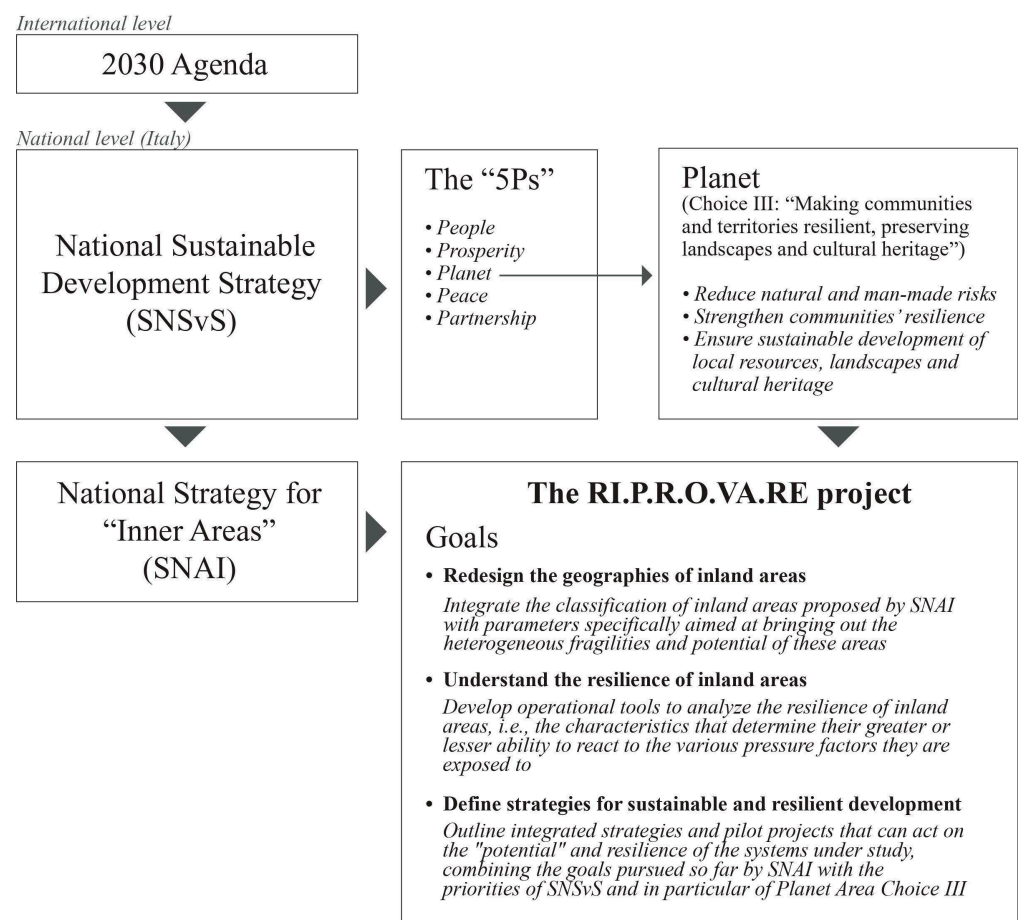 International level
2030 Agenda
National level (Italy)
National Sustainable
Development Strategy
(SNSvS)
The “5Ps”
• People
• Prosperity
• Planet
• Peace
• Partnership
Planet
(Choice III: “Making communities
and territories resilient, preserving
landscapes and cultural heritage”)
• Reduce natural and man-made risks
• Strengthen communities’ resilience
• Ensure sustainable development of
local resources, landscapes and
cultural heritage
National Strategy for
“Inner Areas”
(SNAI)
The RI.P.R.O.VA.RE project
Goals
• Redesign the geographies of inland areas
Integrate the classification of inland areas proposed by SNAI
with parameters specifically aimed at bringing out the
heterogeneous fragilities and potential of these areas
• Understand the resilience of inland areas
Develop operational tools to analyze the resilience of inland
areas, i.e., the characteristics that determine their greater or
lesser ability to react to the various pressure factors they are
exposed to
• Define strategies for sustainable and resilient development
Outline integrated strategies and pilot projects that can act on
the "potential" and resilience of the systems under study,
combining the goals pursued so far by SNAI with the
priorities of SNSvS and in particular of Planet Area Choice III